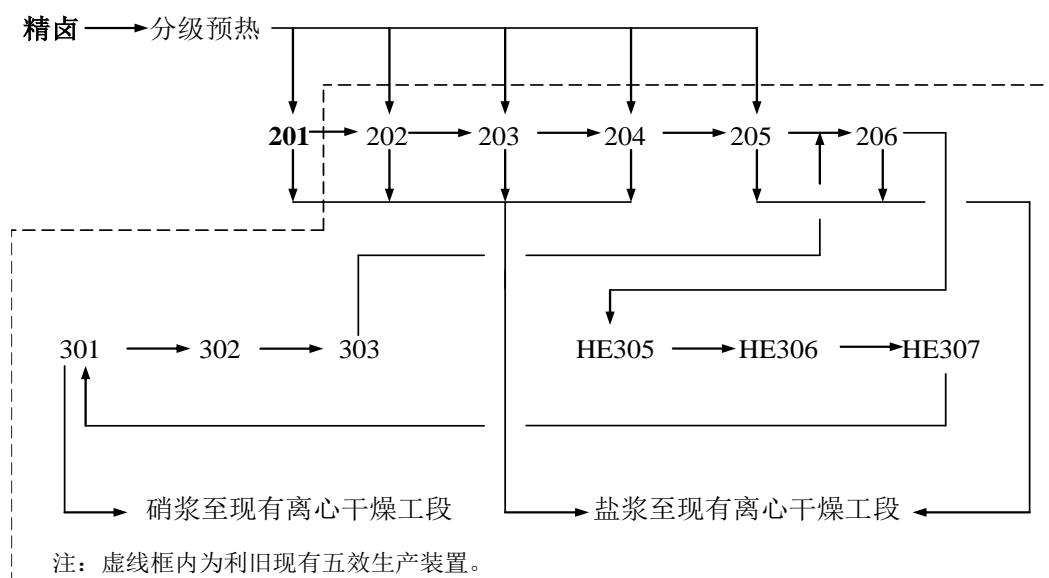 精卤 分级预热
201 202 203 204 205 206
301 302 303 HE305 HE306 HE307
硝浆至现有离心干燥工段 盐浆至现有离心干燥工段
注：虚线框内为利旧现有五效生产装置。